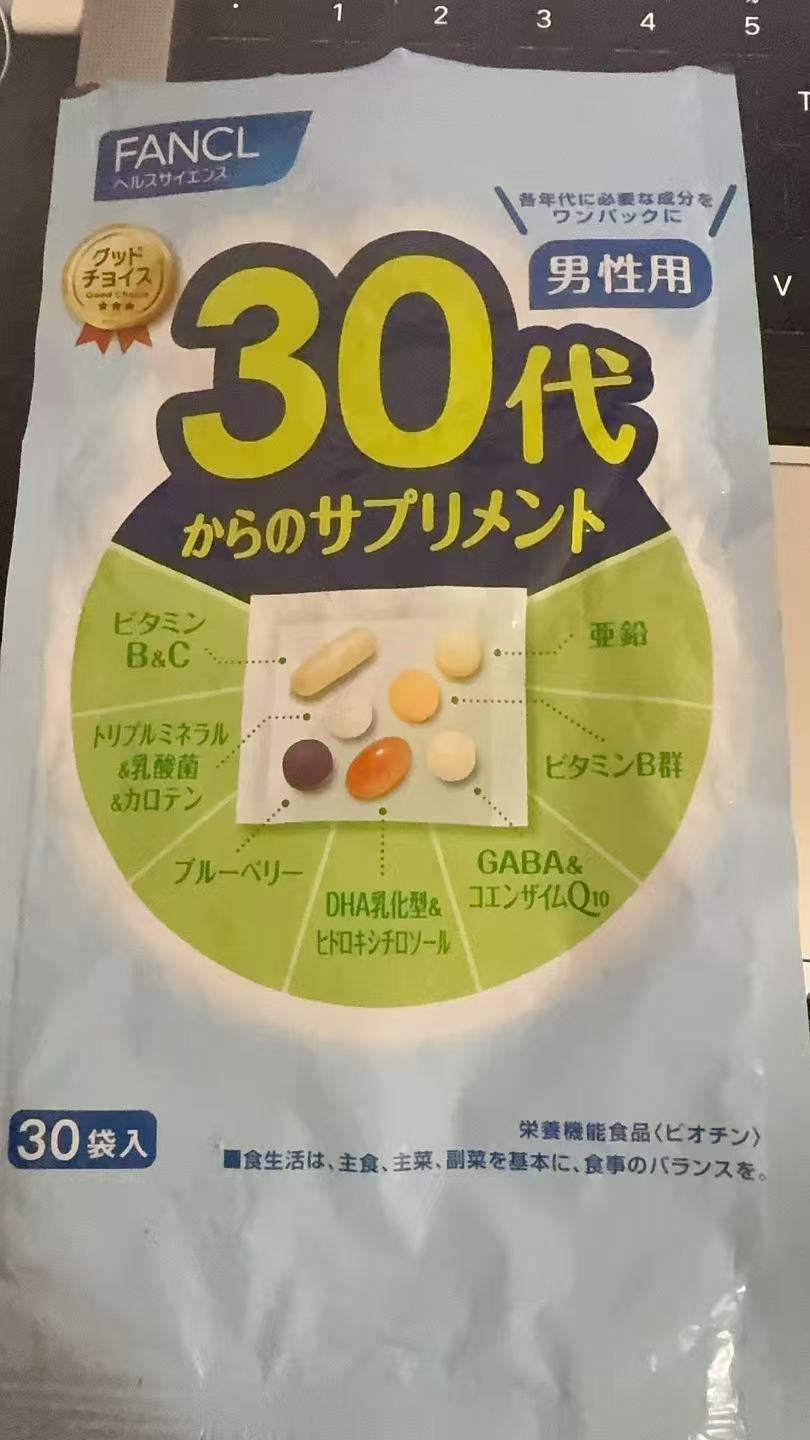 1 2 3 4 5
T
V
FANCL
ヘルスサイエンス
各年代に必要な成分を
ワンパックに
男性用
グッド
チョイス
Good Choice
30代
からのサプリメント
ビタミン
B&C
亜鉛
トリプルミネラル
&乳酸菌
&カロテン
ビタミンB群
ブルーベリー
DHA乳化型&
ヒドロキシチロソール
GABA&
コエンザイムQ10
30袋入
栄養機能食品〈ビオチン〉
■食生活は、主食、主菜、副菜を基本に、食事のバランスを。